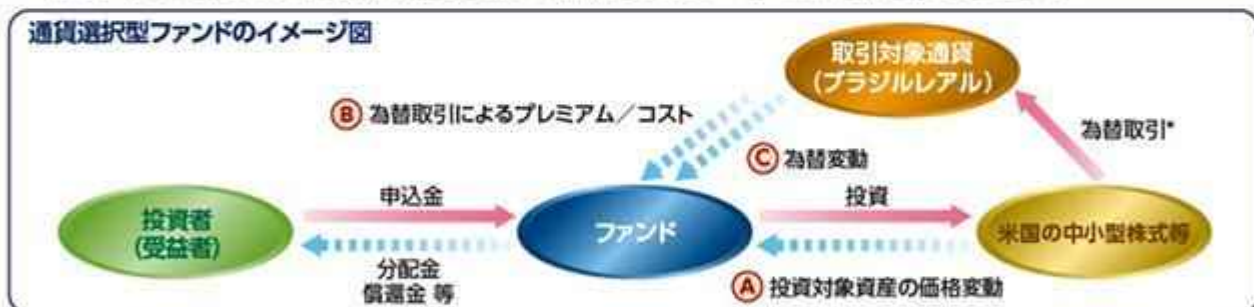 通貨選択型ファンドのイメージ図
取引対象通貨
(ブラジルレアル)
Ⓑ 為替取引によるプレミアム／コスト
為替取引*
Ⓒ 為替変動
申込金
投資
投資者
(受益者)
ファンド
米国の中小型株式等
分配金
償還金 等
Ⓐ 投資対象資産の価格変動